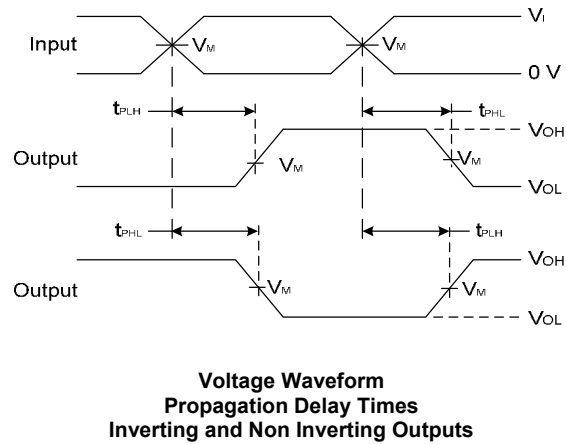 VI
Input
VM
VM
0 V
tPLH
tPHL
VOH
Output
VM
VM
VOL
tPHL
tPLH
VOH
Output
VM
VM
VOL
Voltage Waveform
Propagation Delay Times
Inverting and Non Inverting Outputs